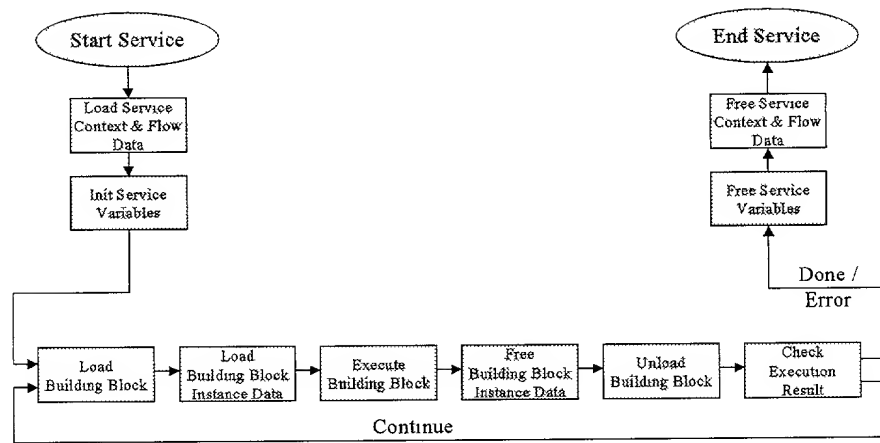 Start Service
End Service
Load Service
Context & Flow
Data
Free Service
Context & Flow
Data
Init Service
Variables
Free Service
Variables
Done /
Error
Load
Building Block
Load
Building Block
Instance Data
Execute
Building Block
Free
Building Block
Instance Data
Unload
Building Block
Check
Execution
Result
Continue